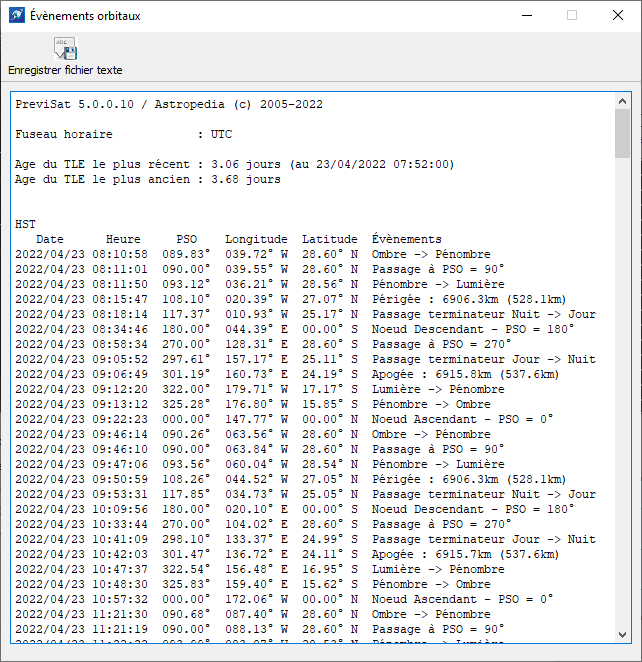 Évènements orbitaux
abc
Enregistrer fichier texte
PreviSat 5.0.0.10 / Astropedia (c) 2005-2022
Fuseau horaire : UTC
Age du TLE le plus récent : 3.06 jours (au 23/04/2022 07:52:00)
Age du TLE le plus ancien : 3.68 jours
HST
Date Heure PSO Longitude Latitude Évènements
2022/04/23 08:10:58 089.83° 039.72° W 28.60° N Ombre -> Pénombre
2022/04/23 08:11:01 090.00° 039.55° W 28.60° N Passage à PSO = 90°
2022/04/23 08:11:50 093.12° 036.21° W 28.56° N Pénombre -> Lumière
2022/04/23 08:15:47 108.10° 020.39° W 27.07° N Périgée : 6906.3km (528.1km)
2022/04/23 08:18:14 117.37° 010.93° W 25.17° N Passage terminateur Nuit -> Jour
2022/04/23 08:34:46 180.00° 044.39° E 00.00° S Noeud Descendant - PSO = 180°
2022/04/23 08:58:34 270.00° 128.31° E 28.60° S Passage à PSO = 270°
2022/04/23 09:05:52 297.61° 157.17° E 25.11° S Passage terminateur Jour -> Nuit
2022/04/23 09:06:49 301.19° 160.73° E 24.19° S Apogée : 6915.8km (537.6km)
2022/04/23 09:12:20 322.00° 179.71° W 17.17° S Lumière -> Pénombre
2022/04/23 09:13:12 325.28° 176.80° W 15.85° S Pénombre -> Ombre
2022/04/23 09:22:23 000.00° 147.77° W 00.00° N Noeud Ascendant - PSO = 0°
2022/04/23 09:46:14 090.26° 063.56° W 28.60° N Ombre -> Pénombre
2022/04/23 09:46:10 090.00° 063.84° W 28.60° N Passage à PSO = 90°
2022/04/23 09:47:06 093.56° 060.04° W 28.54° N Pénombre -> Lumière
2022/04/23 09:50:59 108.26° 044.52° W 27.05° N Périgée : 6906.3km (528.1km)
2022/04/23 09:53:31 117.85° 034.73° W 25.05° N Passage terminateur Nuit -> Jour
2022/04/23 10:09:56 180.00° 020.10° E 00.00° S Noeud Descendant - PSO = 180°
2022/04/23 10:33:44 270.00° 104.02° E 28.60° S Passage à PSO = 270°
2022/04/23 10:41:09 298.10° 133.37° E 24.99° S Passage terminateur Jour -> Nuit
2022/04/23 10:42:03 301.47° 136.72° E 24.11° S Apogée : 6915.7km (537.6km)
2022/04/23 10:47:37 322.54° 156.48° E 16.95° S Lumière -> Pénombre
2022/04/23 10:48:30 325.83° 159.40° E 15.62° S Pénombre -> Ombre
2022/04/23 10:57:32 000.00° 172.06° W 00.00° N Noeud Ascendant - PSO = 0°
2022/04/23 11:21:30 090.68° 087.40° W 28.60° N Ombre -> Pénombre
2022/04/23 11:21:19 090.00° 088.13° W 28.60° N Passage à PSO = 90°